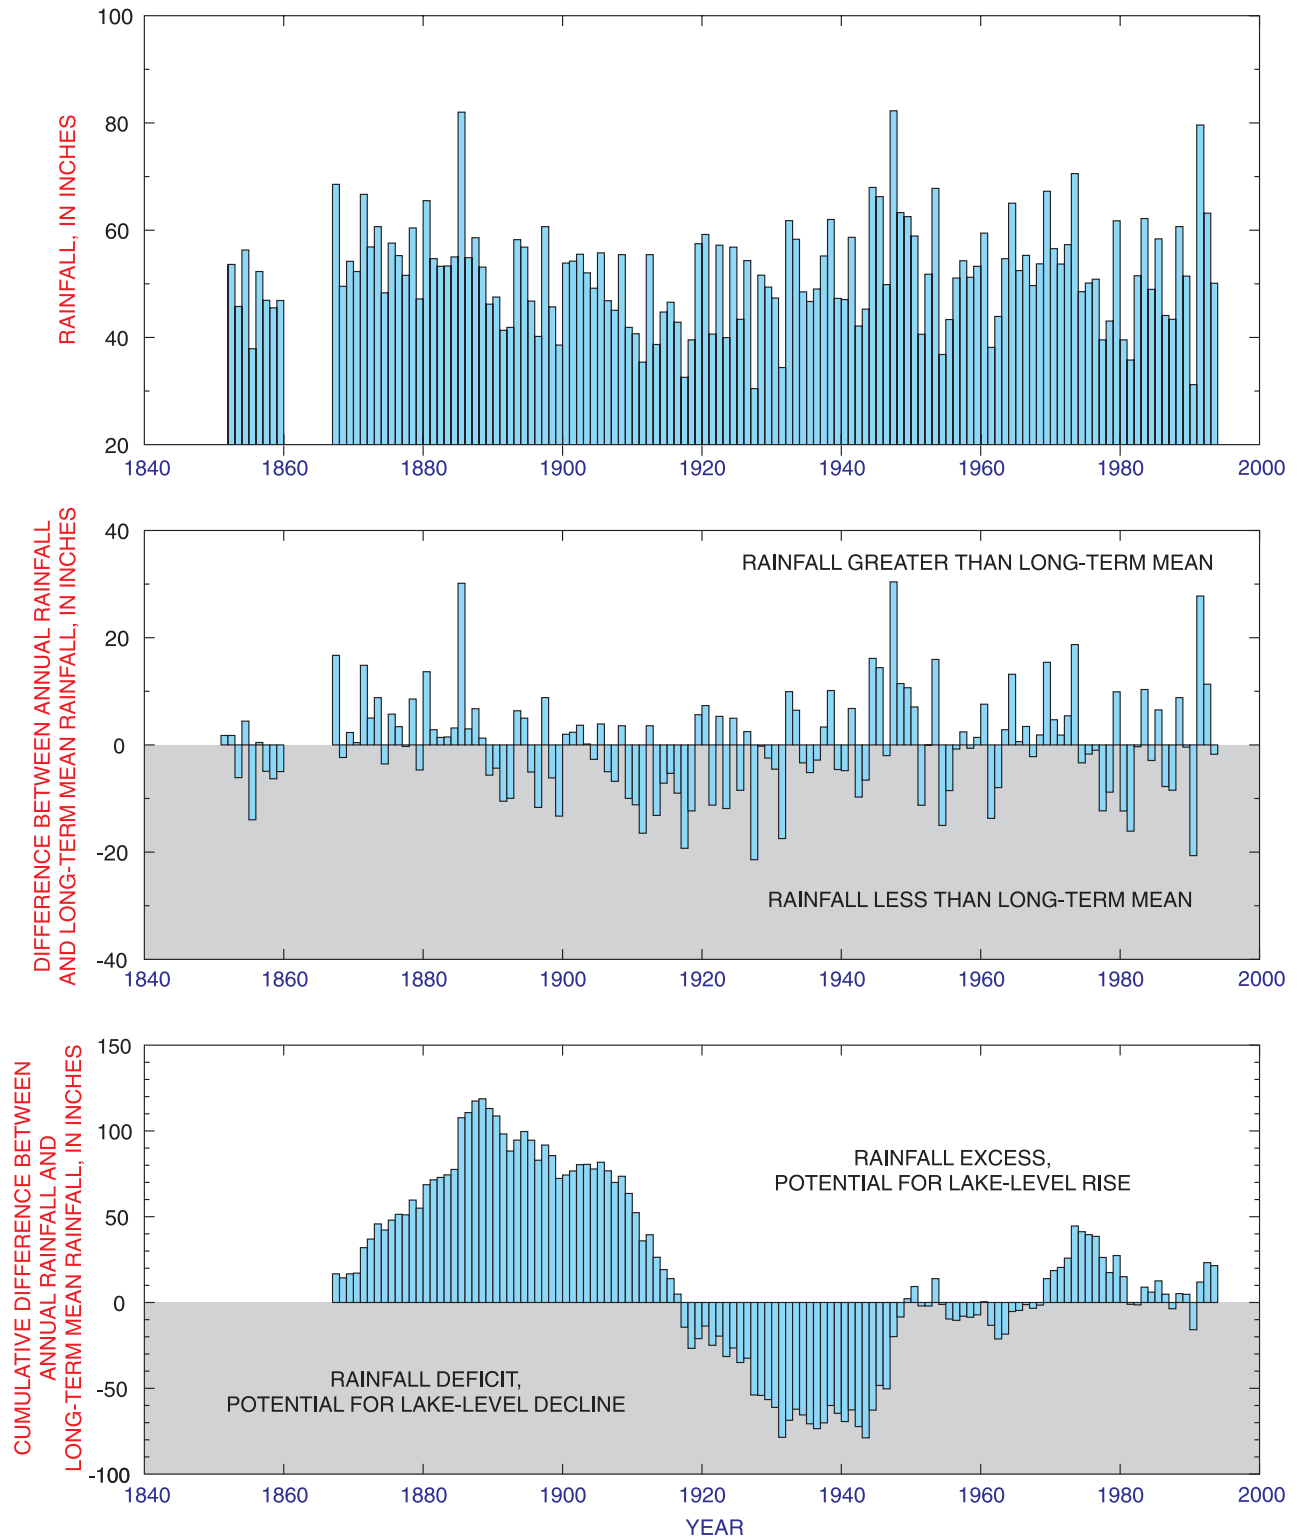 100
80
60
40
20
RAINFALL, IN INCHES
1840 1860 1880 1900 1920 1940 1960 1980 2000
40
20
0
-20
-40
DIFFERENCE BETWEEN ANNUAL RAINFALL
AND LONG-TERM MEAN RAINFALL, IN INCHES
RAINFALL GREATER THAN LONG-TERM MEAN
RAINFALL LESS THAN LONG-TERM MEAN
1840 1860 1880 1900 1920 1940 1960 1980 2000
150
100
50
0
-50
-100
CUMULATIVE DIFFERENCE BETWEEN
ANNUAL RAINFALL AND
LONG-TERM MEAN RAINFALL, IN INCHES
RAINFALL EXCESS,
POTENTIAL FOR LAKE-LEVEL RISE
RAINFALL DEFICIT,
POTENTIAL FOR LAKE-LEVEL DECLINE
1840 1860 1880 1900 1920 1940 1960 1980 2000
YEAR